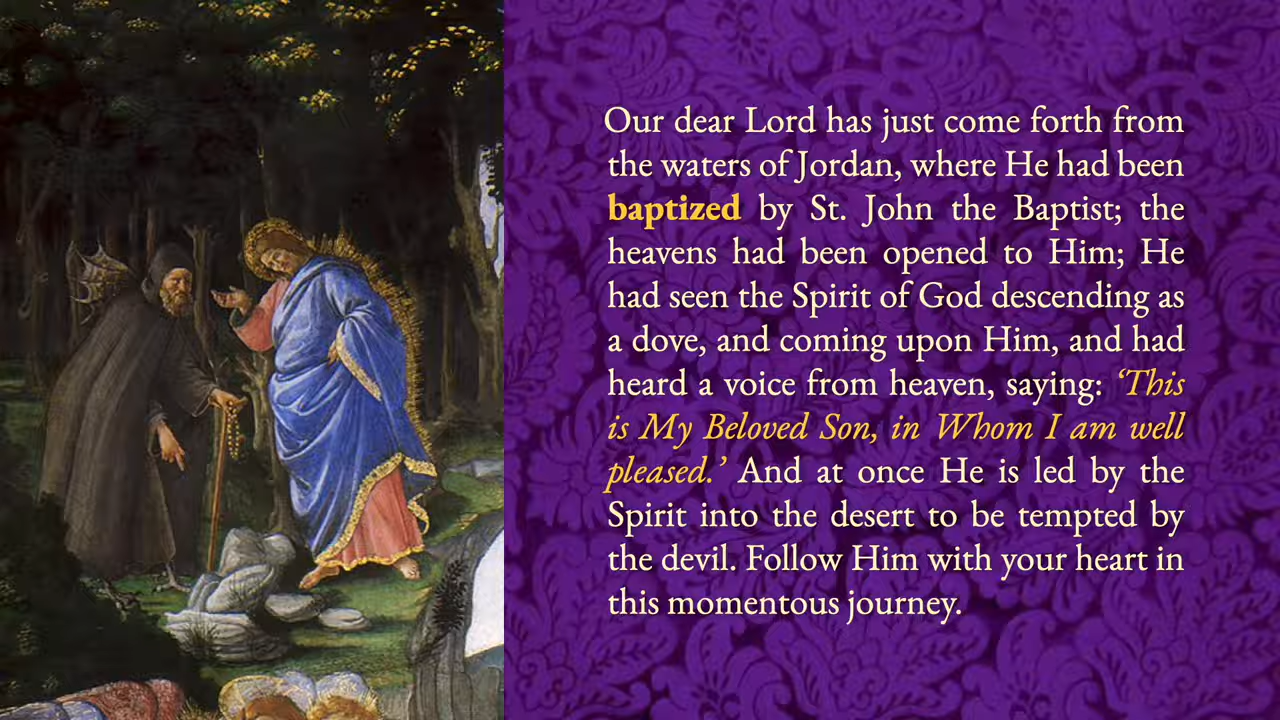 Our dear Lord has just come forth from
the waters of Jordan, where He had been
baptized by St. John the Baptist; the
heavens had been opened to Him; He
had seen the Spirit of God descending as
a dove, and coming upon Him, and had
heard a voice from heaven, saying: ‘This
is My Beloved Son, in Whom I am well
pleased.’ And at once He is led by the
Spirit into the desert to be tempted by
the devil. Follow Him with your heart in
this momentous journey.